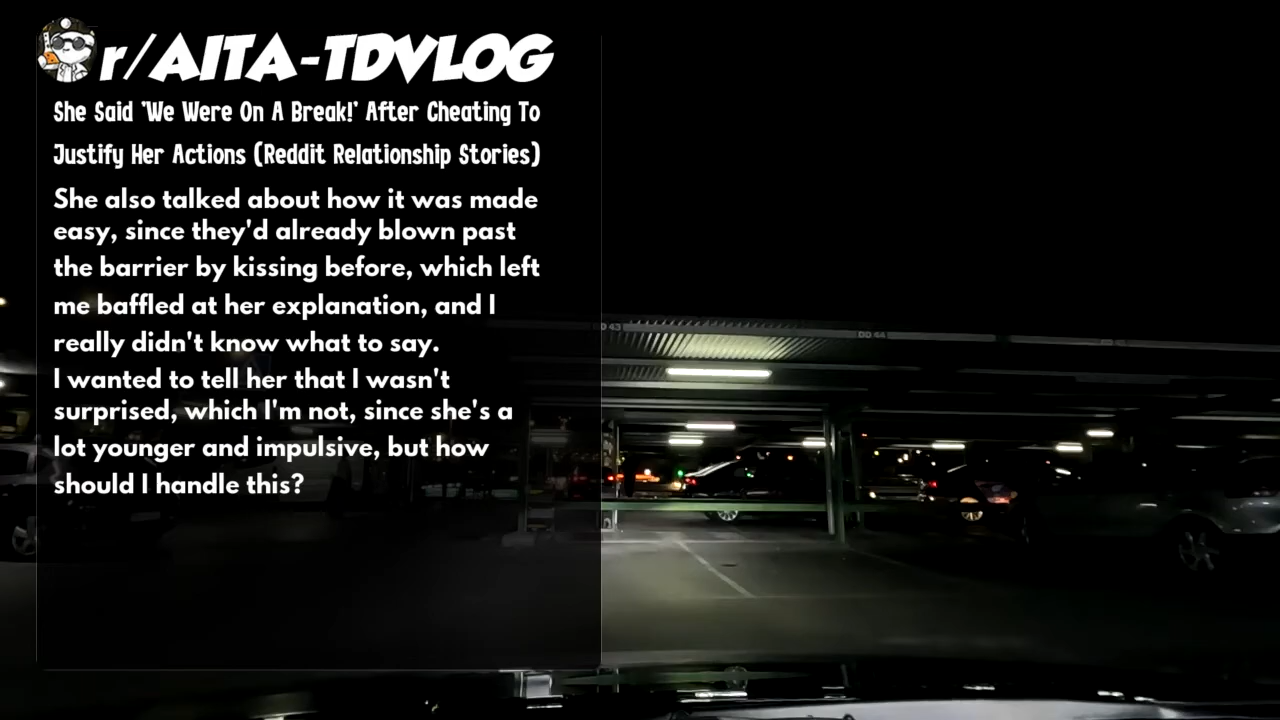 r/AITA-TDVLOG
She Said 'We Were On A Break!' After Cheating To
Justify Her Actions (Reddit Relationship Stories)
She also talked about how it was made
easy, since they'd already blown past
the barrier by kissing before, which left
me baffled at her explanation, and I
really didn't know what to say.
I wanted to tell her that I wasn't
surprised, which I'm not, since she's a
lot younger and impulsive, but how
should I handle this?